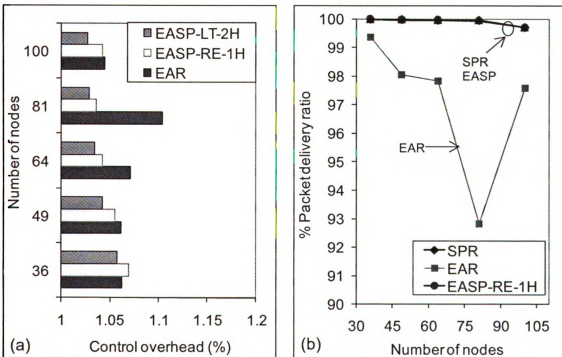 EASP-LT-2H
EASP-RE-1H
EAR
100
81
64
49
36
Number of nodes
1
1.05
1.1
1.15
1.2
(a)
Control overhead (%)
100
99
98
97
96
95
94
93
92
91
90
% Packet delivery ratio
SPR
EASP
EAR
SPR
EAR
EASP-RE-1H
30
45
60
75
90
105
(b)
Number of nodes